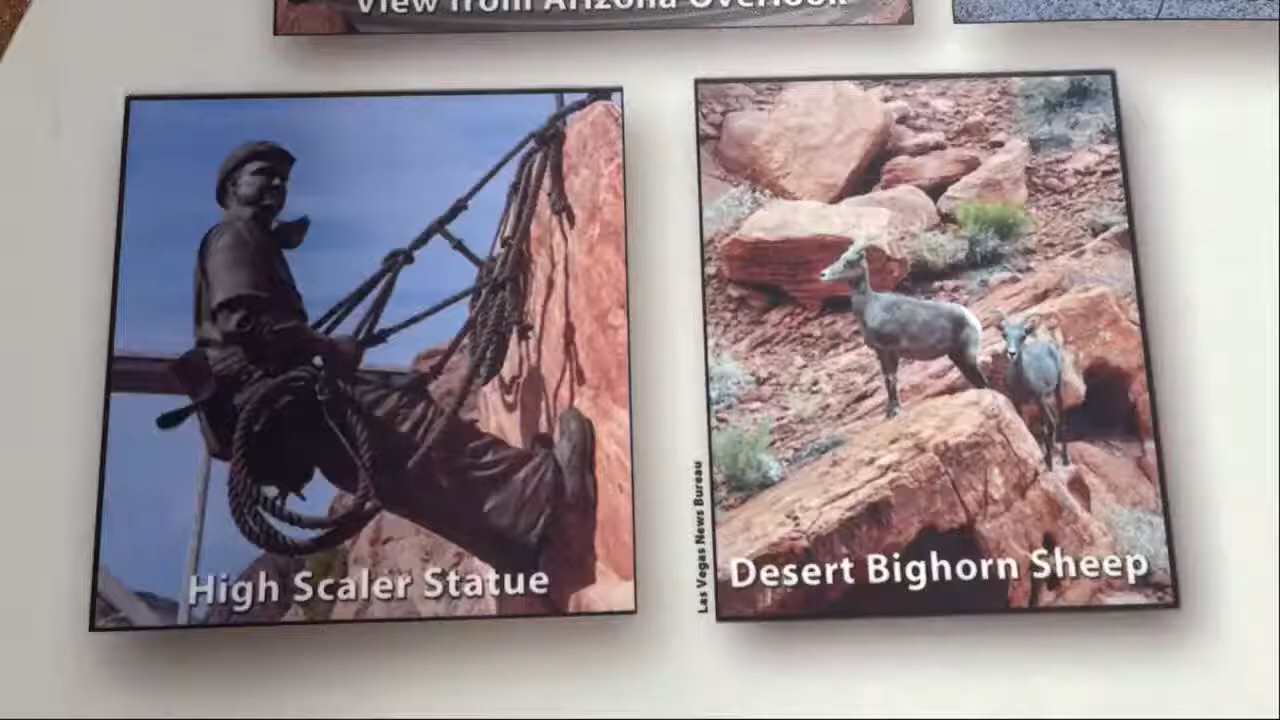 View from Arizona Overlook
High Scaler Statue
Las Vegas News Bureau
Desert Bighorn Sheep